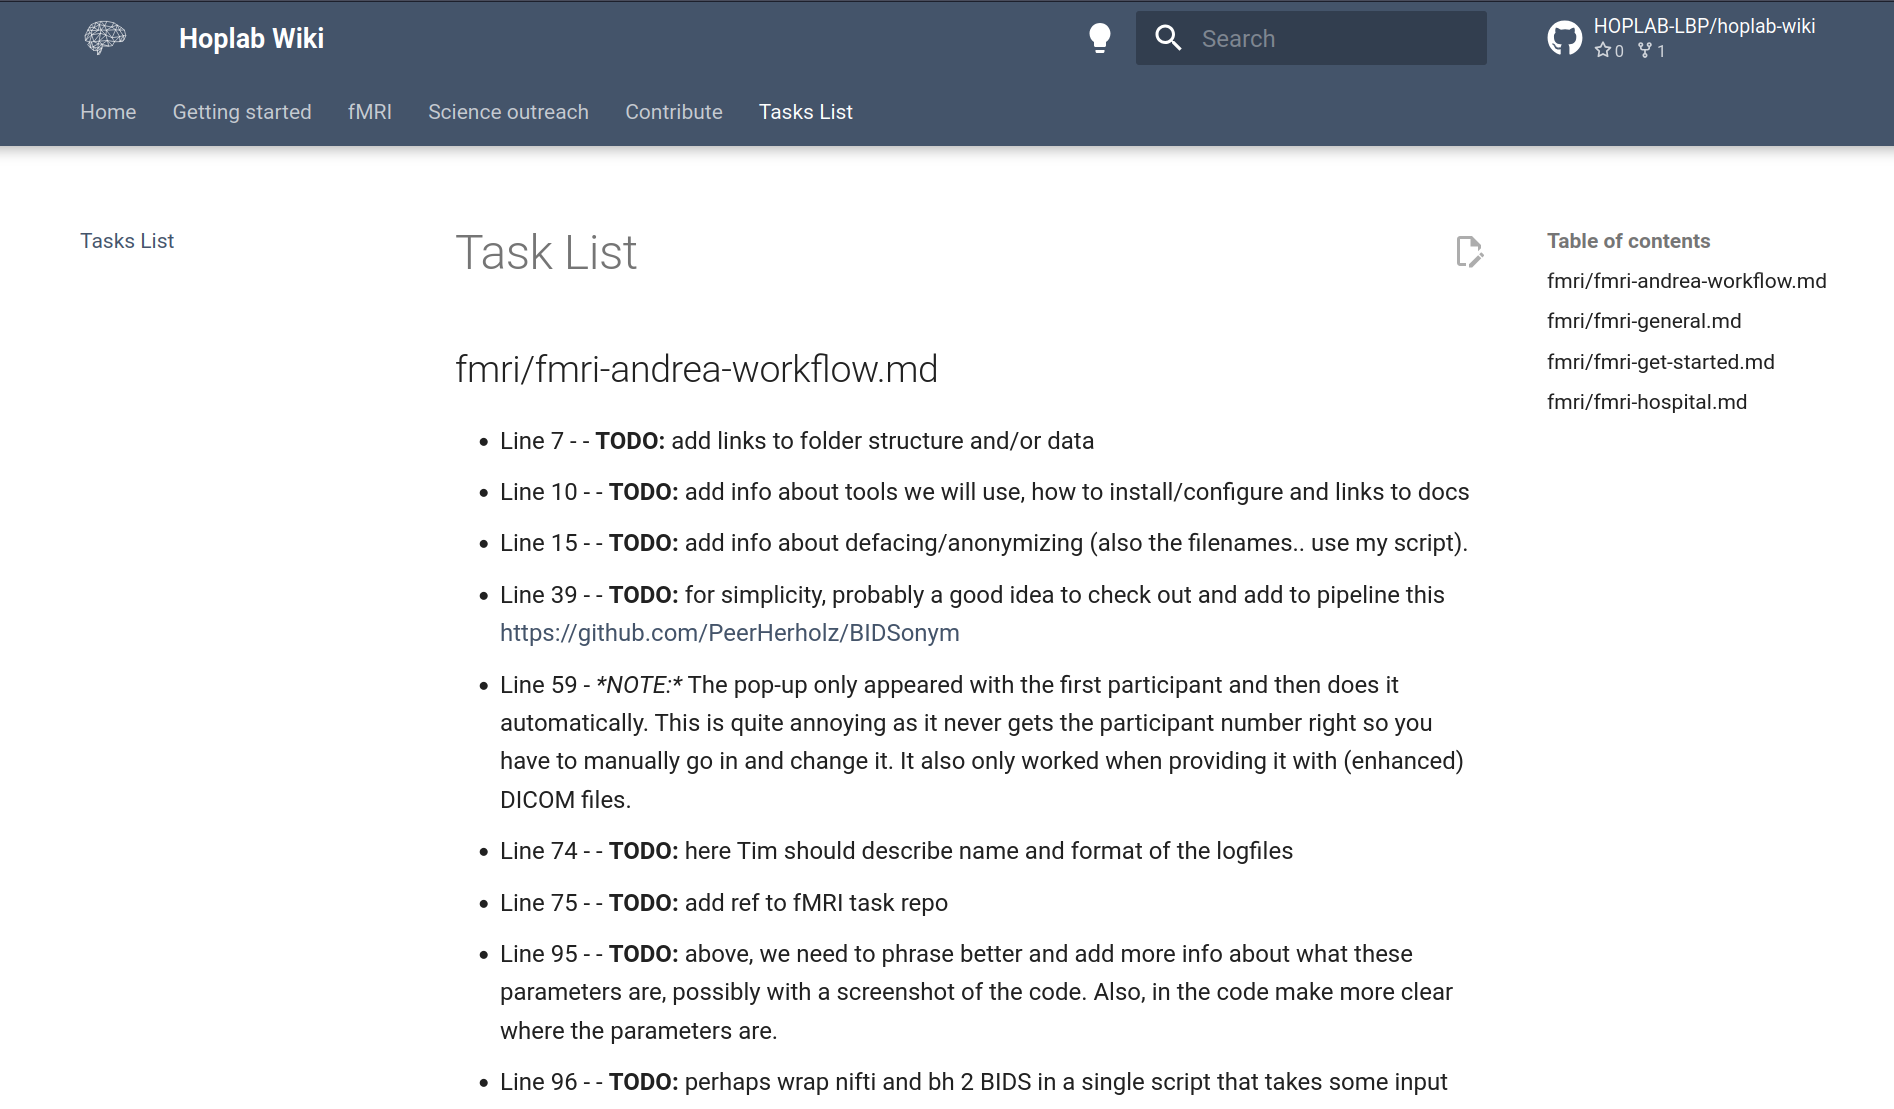 Hoplab Wiki
Search
HOPLAB-LBP/hoplab-wiki
0 1
Home Getting started fMRI Science outreach Contribute Tasks List
Tasks List
Task List
Table of contents
fmri/fmri-andrea-workflow.md
fmri/fmri-general.md
fmri/fmri-get-started.md
fmri/fmri-hospital.md
fmri/fmri-andrea-workflow.md
• Line 7 - - TODO: add links to folder structure and/or data
• Line 10 - - TODO: add info about tools we will use, how to install/configure and links to docs
• Line 15 - - TODO: add info about defacing/anonymizing (also the filenames.. use my script).
• Line 39 - - TODO: for simplicity, probably a good idea to check out and add to pipeline this
https://github.com/PeerHerholz/BIDSonym
• Line 59 - *NOTE:* The pop-up only appeared with the first participant and then does it
automatically. This is quite annoying as it never gets the participant number right so you
have to manually go in and change it. It also only worked when providing it with (enhanced)
DICOM files.
• Line 74 - - TODO: here Tim should describe name and format of the logfiles
• Line 75 - - TODO: add ref to fMRI task repo
• Line 95 - - TODO: above, we need to phrase better and add more info about what these
parameters are, possibly with a screenshot of the code. Also, in the code make more clear
where the parameters are.
• Line 96 - - TODO: perhaps wrap nifti and bh 2 BIDS in a single script that takes some input